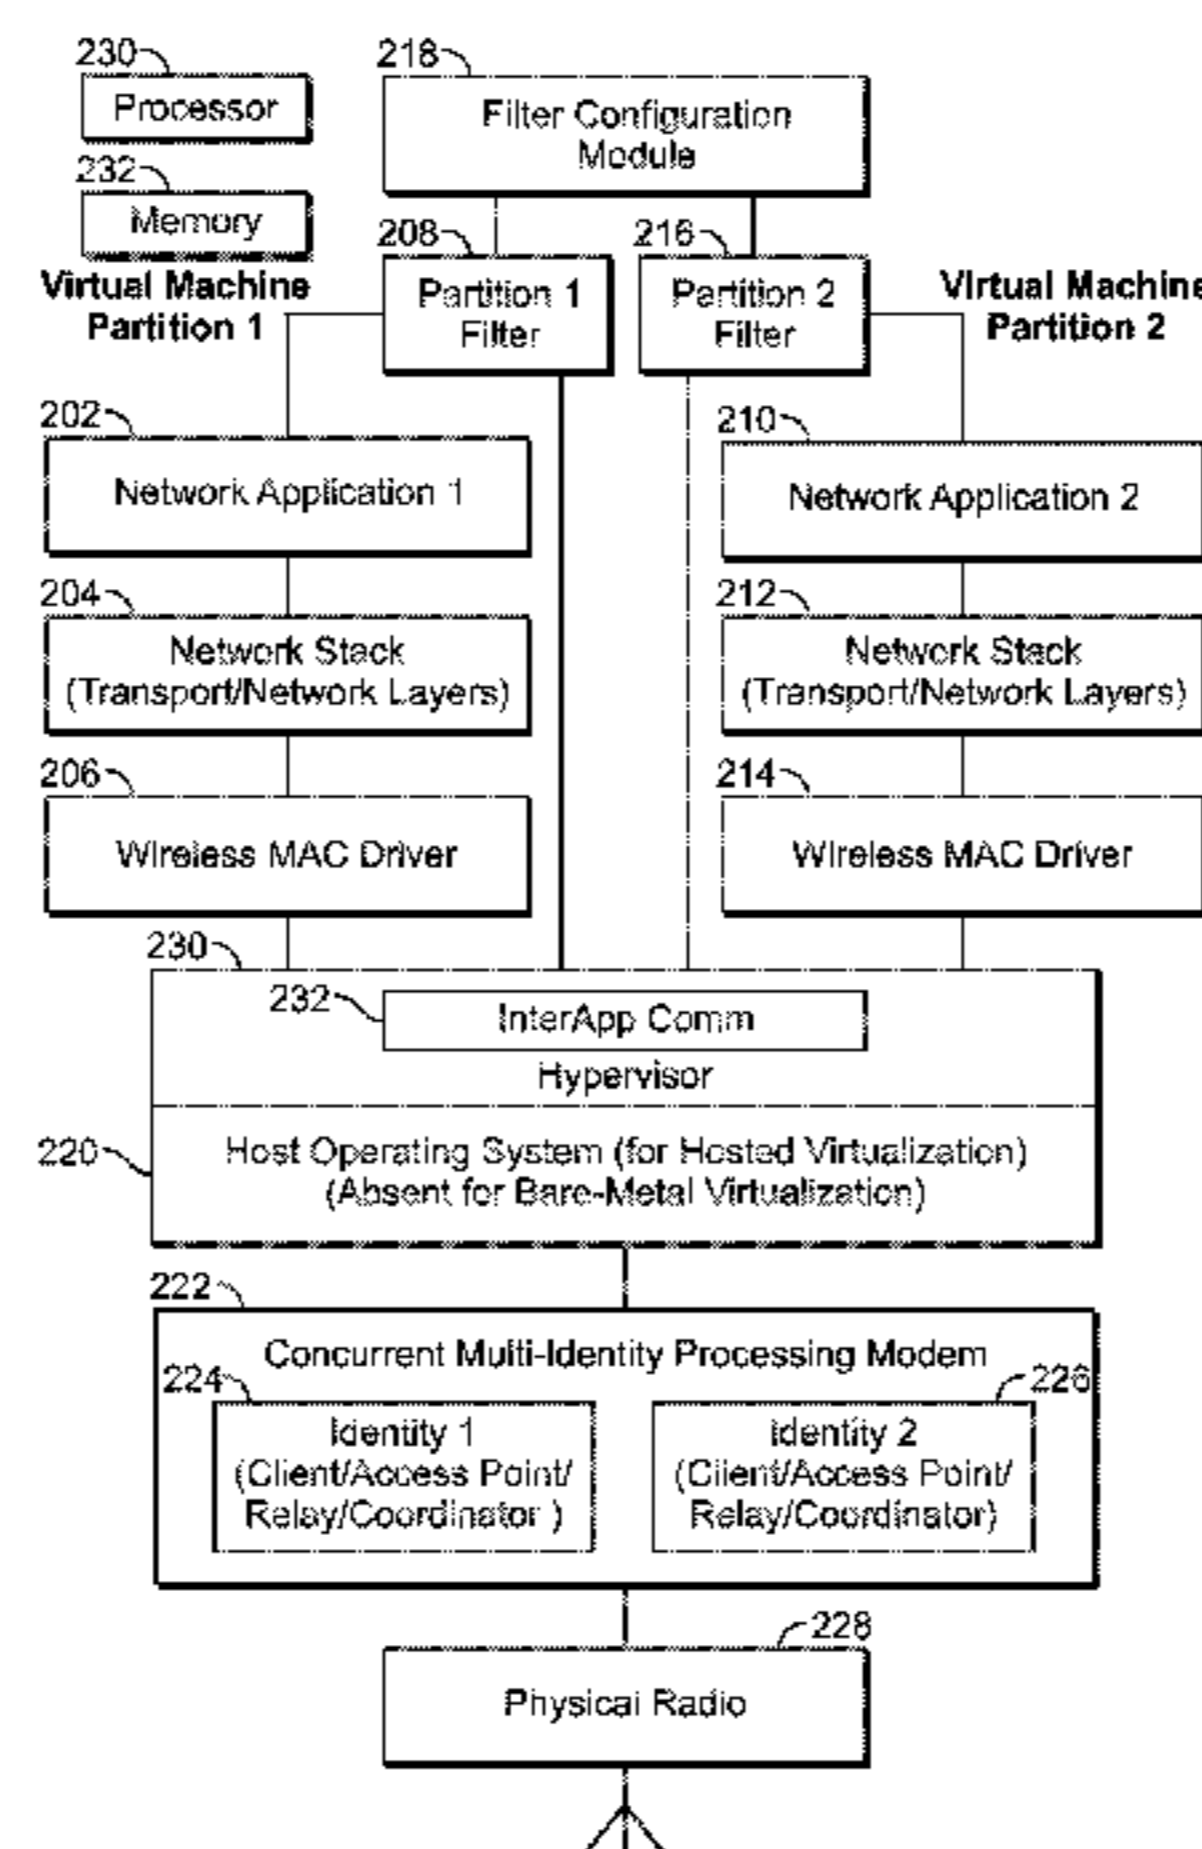 230
Processor
218
Filter Configuration
Module
232
Memory
208
Partition 1
Filter
216
Partition 2
Filter
Virtual Machine
Partition 1
Virtual Machine
Partition 2
202
Network Application 1
210
Network Application 2
204
Network Stack
(Transport/Network Layers)
212
Network Stack
(Transport/Network Layers)
206
Wireless MAC Driver
214
Wireless MAC Driver
230
232
InterApp Comm
Hypervisor
220
Host Operating System (for Hosted Virtualization)
(Absent for Bare-Metal Virtualization)
222
Concurrent Multi-Identity Processing Modem
224
Identity 1
(Client/Access Point/
Relay/Coordinator )
226
Identity 2
(Client/Access Point/
Relay/Coordinator)
228
Physical Radio